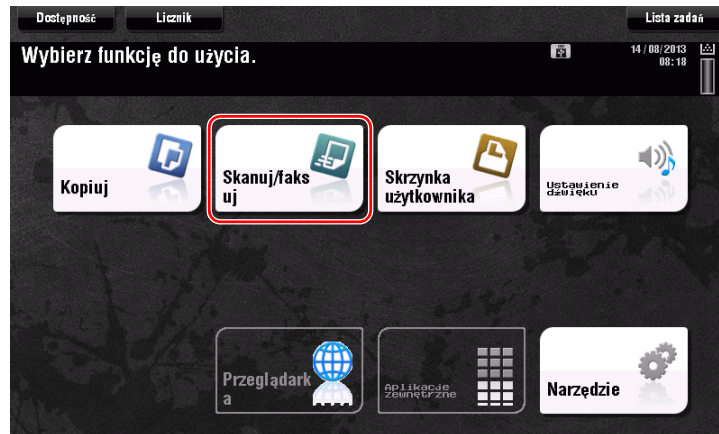 Dostępność Licznik Lista zadań
Wybierz funkcję do użycia. 14/08/2013
08:18
Kopiuj
Skanuj/faks
uj
Skrzynka
użytkownika
Ustawienie
dźwięku
Przeglądark
a
Aplikacje
zewnętrzne
Narzędzie